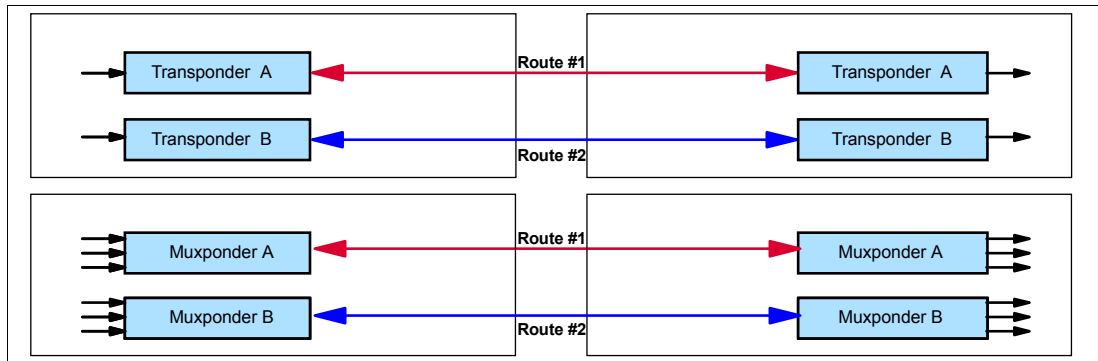 Route #1
Transponder A
Transponder A
Transponder B
Transponder B
Route #2
Route #1
Muxponder A
Muxponder A
Muxponder B
Muxponder B
Route #2